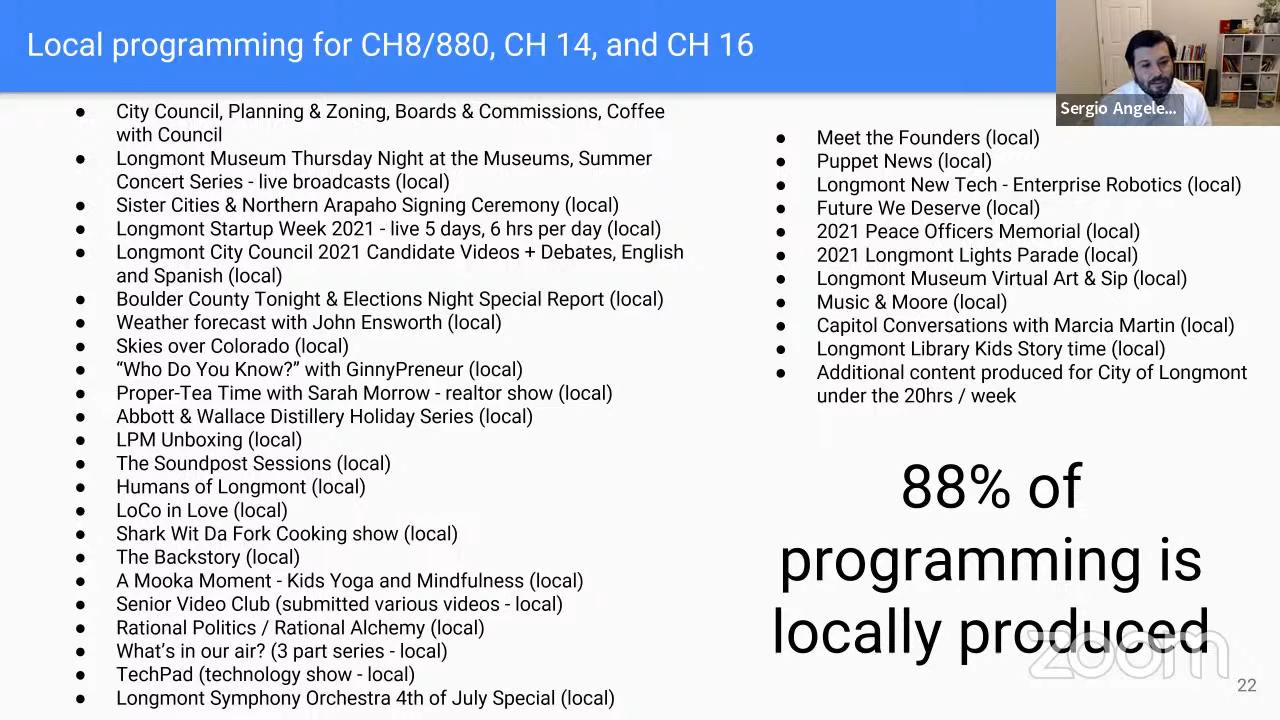 Local programming for CH8/880, CH 14, and CH 16
Sergio Angele...
● City Council, Planning & Zoning, Boards & Commissions, Coffee
with Council
● Longmont Museum Thursday Night at the Museums, Summer
Concert Series - live broadcasts (local)
● Sister Cities & Northern Arapaho Signing Ceremony (local)
● Longmont Startup Week 2021 - live 5 days, 6 hrs per day (local)
● Longmont City Council 2021 Candidate Videos + Debates, English
and Spanish (local)
● Boulder County Tonight & Elections Night Special Report (local)
● Weather forecast with John Ensworth (local)
● Skies over Colorado (local)
● “Who Do You Know?” with GinnyPreneur (local)
● Proper-Tea Time with Sarah Morrow - realtor show (local)
● Abbott & Wallace Distillery Holiday Series (local)
● LPM Unboxing (local)
● The Soundpost Sessions (local)
● Humans of Longmont (local)
● LoCo in Love (local)
● Shark Wit Da Fork Cooking show (local)
● The Backstory (local)
● A Mooka Moment - Kids Yoga and Mindfulness (local)
● Senior Video Club (submitted various videos - local)
● Rational Politics / Rational Alchemy (local)
● What’s in our air? (3 part series - local)
● TechPad (technology show - local)
● Longmont Symphony Orchestra 4th of July Special (local)
● Meet the Founders (local)
● Puppet News (local)
● Longmont New Tech - Enterprise Robotics (local)
● Future We Deserve (local)
● 2021 Peace Officers Memorial (local)
● 2021 Longmont Lights Parade (local)
● Longmont Museum Virtual Art & Sip (local)
● Music & Moore (local)
● Capitol Conversations with Marcia Martin (local)
● Longmont Library Kids Story time (local)
● Additional content produced for City of Longmont
under the 20hrs / week
88% of
programming is
locally produced
zoom
22